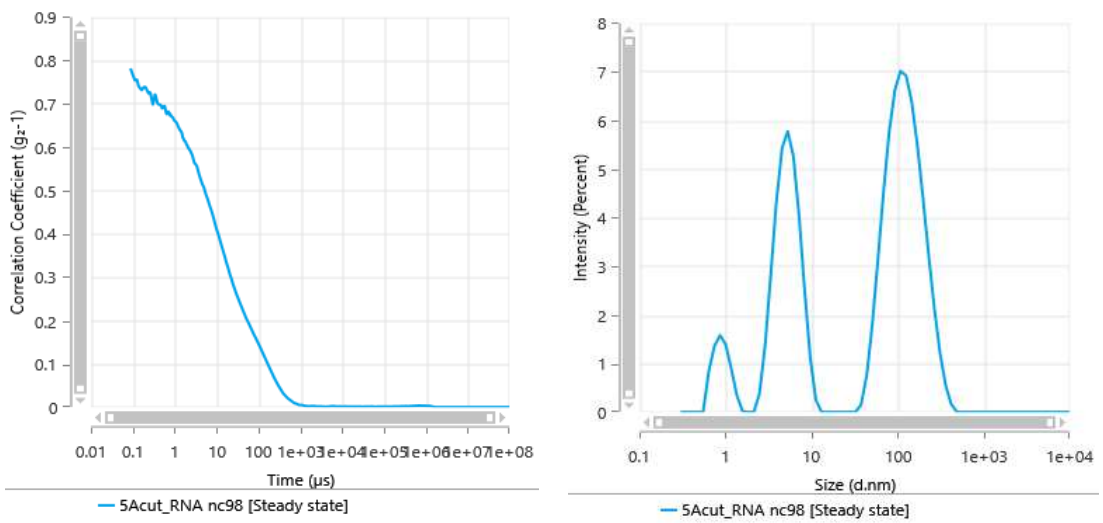 Correlation Coefficient (g₂-1)
0.9
0.8
0.7
0.6
0.5
0.4
0.3
0.2
0.1
0
0.01 0.1 1 10 100 1e+03 1e+04 1e+05 1e+06 1e+07 1e+08
Time (µs)
5Acut_RNA nc98 [Steady state]
Intensity (Percent)
8
7
6
5
4
3
2
1
0
0.1 1 10 100 1e+03 1e+04
Size (d.nm)
5Acut_RNA nc98 [Steady state]